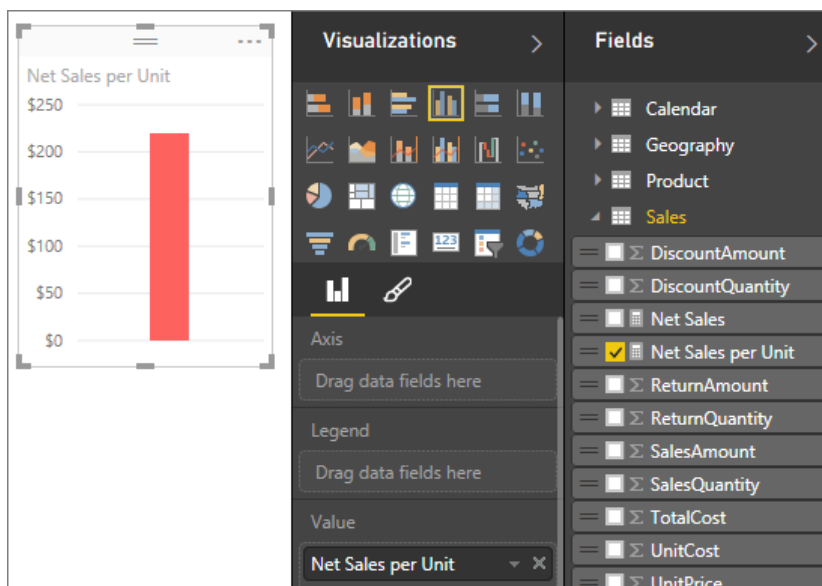 Net Sales per Unit
$250
$200
$150
$100
$50
$0
Visualizations
123
Axis
Drag data fields here
Legend
Drag data fields here
Value
Net Sales per Unit
Fields
Calendar
Geography
Product
Sales
Σ DiscountAmount
Σ DiscountQuantity
Net Sales
Net Sales per Unit
Σ ReturnAmount
Σ ReturnQuantity
Σ SalesAmount
Σ SalesQuantity
Σ TotalCost
Σ UnitCost
Σ UnitPrice